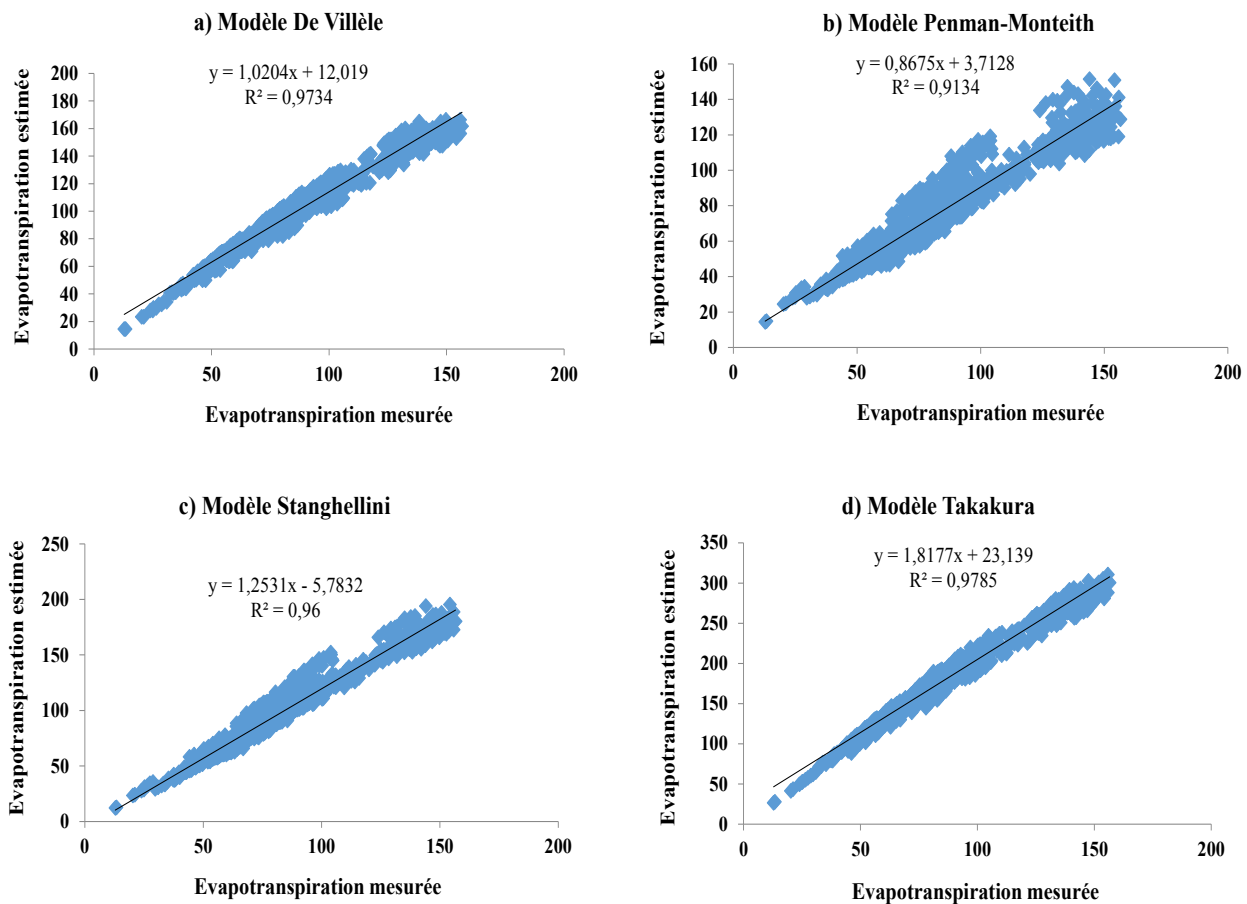 a) Modèle De Villèle
y = 1,0204x + 12,019
R² = 0,9734
Evapotranspiration estimée
200
180
160
140
120
100
80
60
40
20
0
0 50 100 150 200
Evapotranspiration mesurée
b) Modèle Penman-Monteith
y = 0,8675x + 3,7128
R² = 0,9134
Evapotranspiration estimée
160
140
120
100
80
60
40
20
0
0 50 100 150 200
Evapotranspiration mesurée
c) Modèle Stanghellini
y = 1,2531x - 5,7832
R² = 0,96
Evapotranspiration estimée
250
200
150
100
50
0
0 50 100 150 200
Evapotranspiration mesurée
d) Modèle Takakura
y = 1,8177x + 23,139
R² = 0,9785
Evapotranspiration estimée
350
300
250
200
150
100
50
0
0 50 100 150 200
Evapotranspiration mesurée